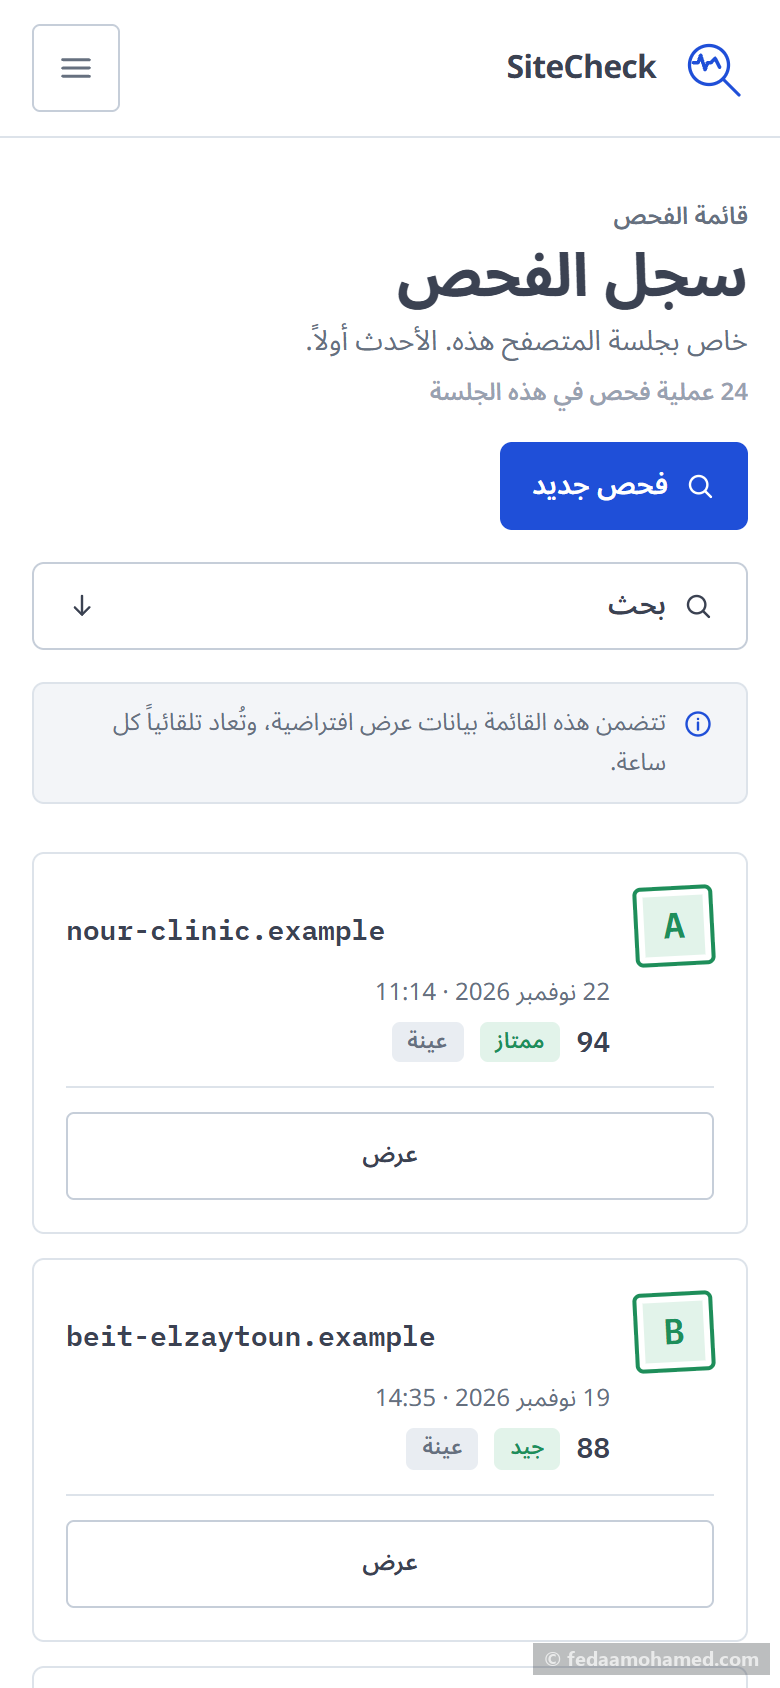 SiteCheck
قائمة الفحص
سجل الفحص
خاص بجلسة المتصفح هذه. الأحدث أولاً.
24 عملية فحص في هذه الجلسة
فحص جديد
بحث
تتضمن هذه القائمة بيانات عرض افتراضية، وتُعاد تلقائياً كل
ساعة.
A
nour-clinic.example
22 نوفمبر 2026 · 11:14
94 ممتاز عينة
عرض
B
beit-elzaytoun.example
19 نوفمبر 2026 · 14:35
88 جيد عينة
عرض
© fedaamohamed.com